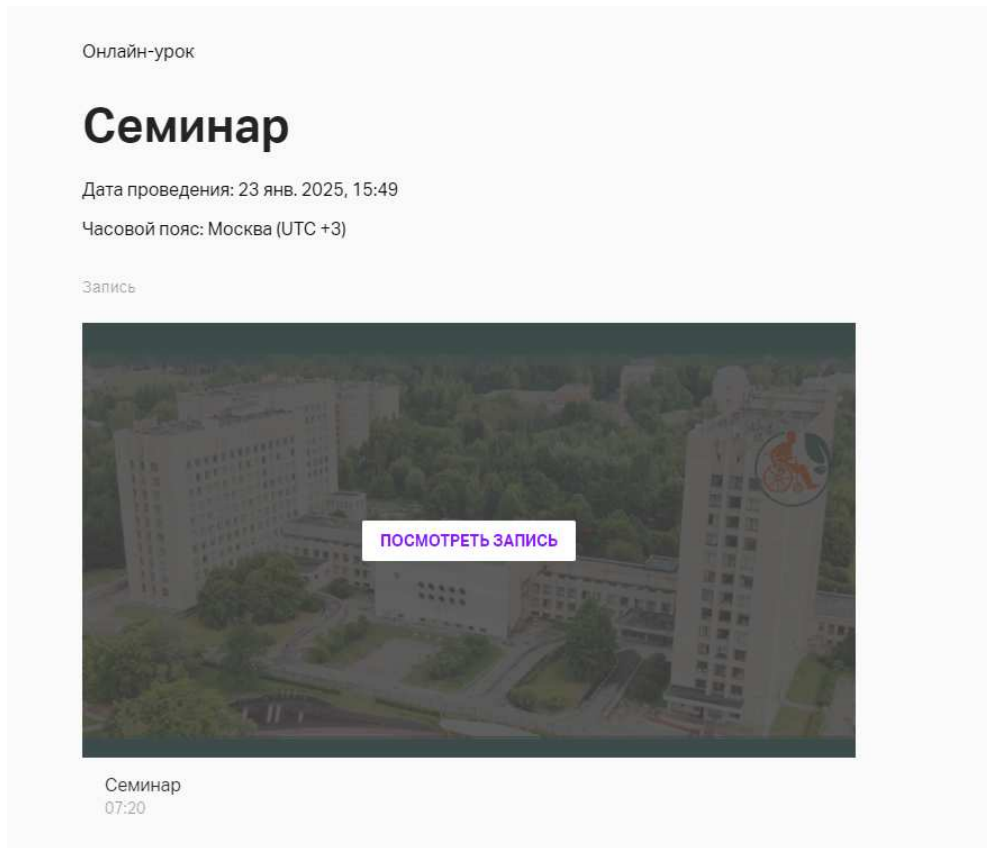 Онлайн-урок
Семинар
Дата проведения: 23 янв. 2025, 15:49
Часовой пояс: Москва (UTC +3)
Запись
ПОСМОТРЕТЬ ЗАПИСЬ
Семинар
07:20